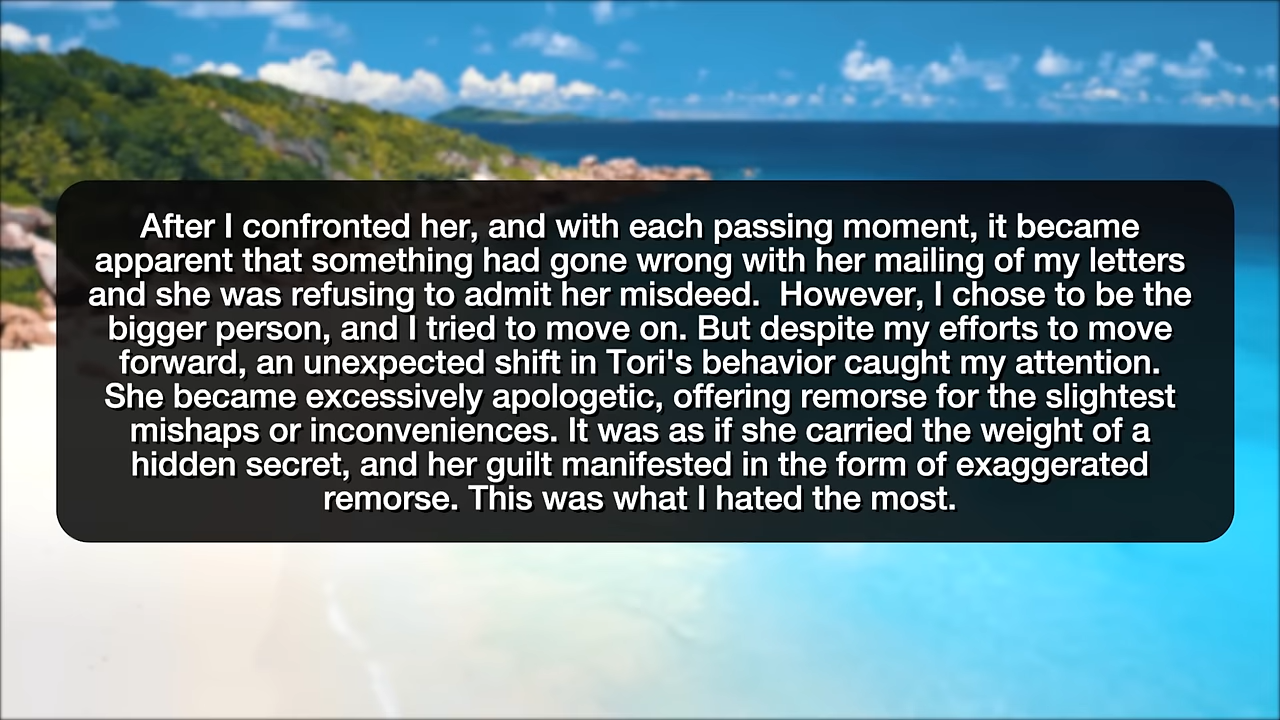 After I confronted her, and with each passing moment, it became
apparent that something had gone wrong with her mailing of my letters
and she was refusing to admit her misdeed.  However, I chose to be the
bigger person, and I tried to move on. But despite my efforts to move
forward, an unexpected shift in Tori's behavior caught my attention.
She became excessively apologetic, offering remorse for the slightest
mishaps or inconveniences. It was as if she carried the weight of a
hidden secret, and her guilt manifested in the form of exaggerated
remorse. This was what I hated the most.